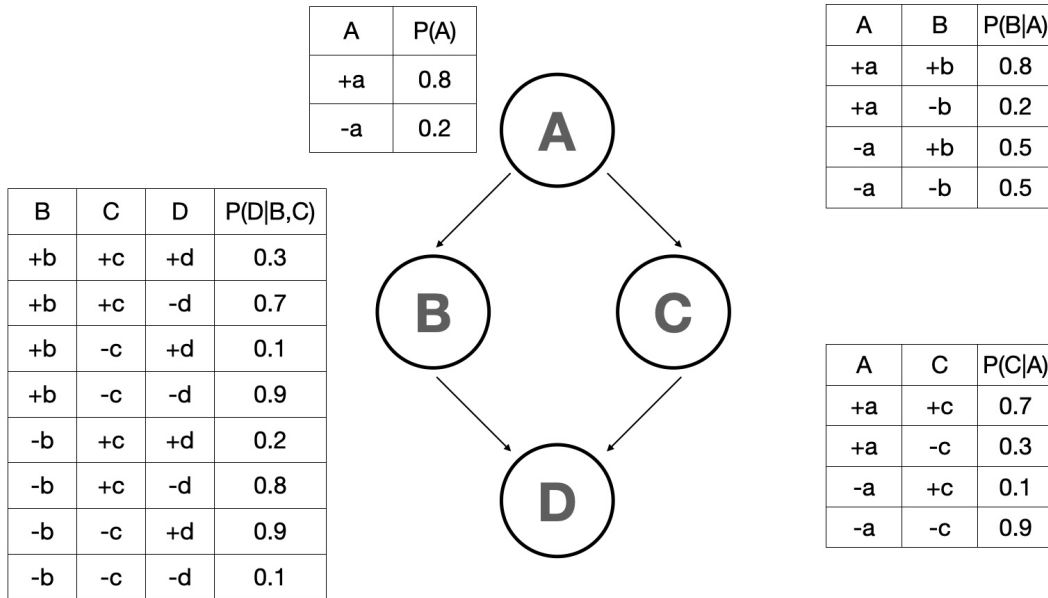 A P(A)
+a 0.8
-a 0.2
A B P(B|A)
+a +b 0.8
+a -b 0.2
-a +b 0.5
-a -b 0.5
A
B C D P(D|B,C)
+b +c +d 0.3
+b +c -d 0.7
+b -c +d 0.1
+b -c -d 0.9
-b +c +d 0.2
-b +c -d 0.8
-b -c +d 0.9
-b -c -d 0.1
B
C
A C P(C|A)
+a +c 0.7
+a -c 0.3
-a +c 0.1
-a -c 0.9
D